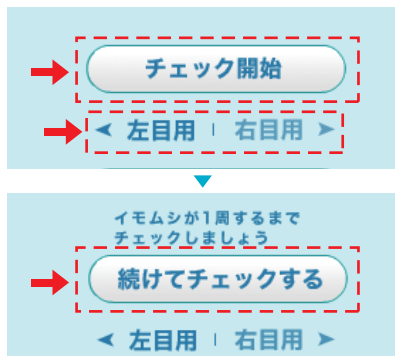 チェック開始
左目用 | 右目用
イモムシが1周するまで
チェックしましょう
続けてチェックする
左目用 | 右目用